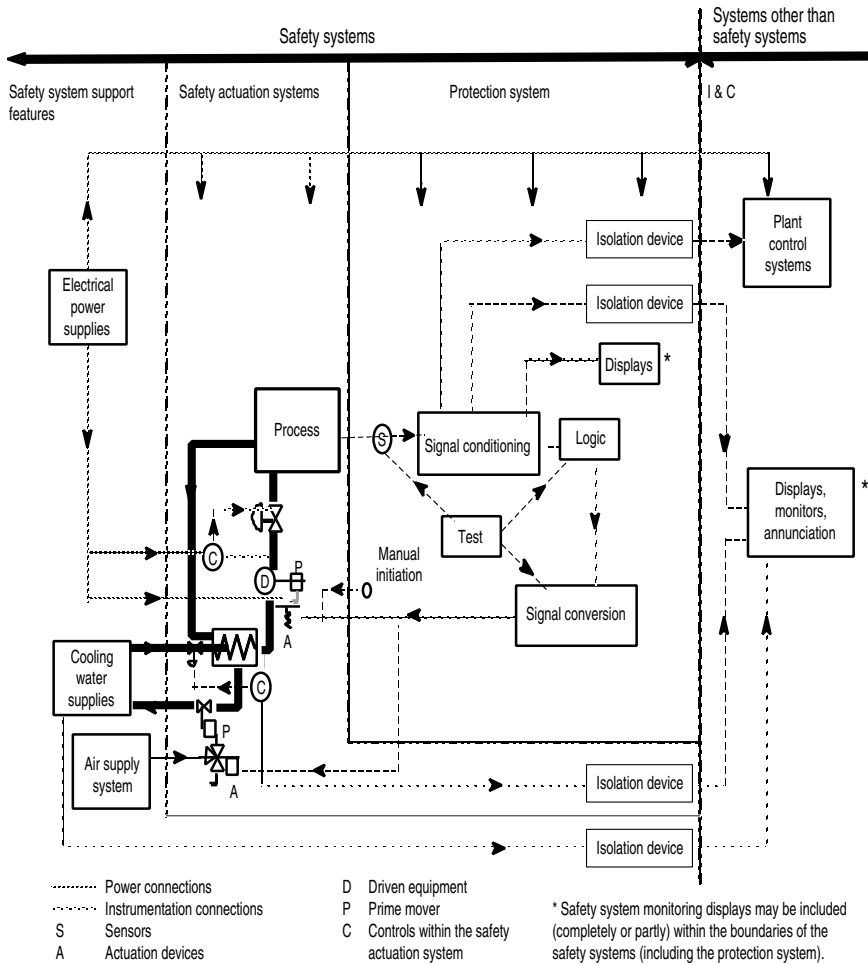 Safety systems
Systems other than
safety systems
Safety system support
features
Safety actuation systems
Protection system
I & C
Isolation device
Plant
control
systems
Electrical
power
supplies
Isolation device
Displays
*
Process
S
Signal conditioning
Logic
Displays,
monitors,
annunciation
*
Test
C
Manual
initiation
D
P
Signal conversion
A
Cooling
water
supplies
C
P
Air supply
system
A
Isolation device
Isolation device
Power connections
Instrumentation connections
S Sensors
A Actuation devices
D Driven equipment
P Prime mover
C Controls within the safety
actuation system
* Safety system monitoring displays may be included
(completely or partly) within the boundaries of the
safety systems (including the protection system).